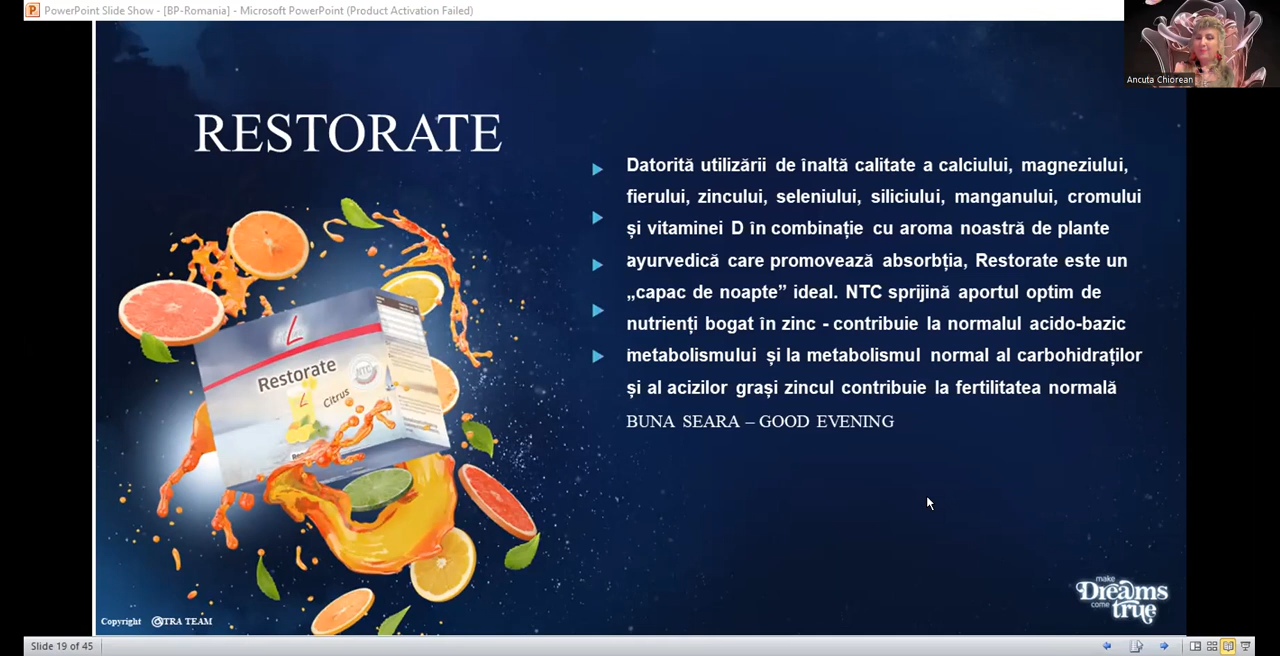 PowerPoint Slide Show - [BP-Romania] - Microsoft PowerPoint (Product Activation Failed)
Ancuta Chiorean
RESTORATE
Datorită utilizării de înaltă calitate a calciului, magneziului,
fierului, zincului, seleniului, siliciului, manganului, cromului
și vitaminei D în combinație cu aroma noastră de plante
ayurvedică care promovează absorbția, Restorate este un
„capac de noapte” ideal. NTC sprijină aportul optim de
nutrienți bogat în zinc - contribuie la normalul acido-bazic
metabolismului și la metabolismul normal al carbohidraților
și al acizilor grași zincul contribuie la fertilitatea normală
BUNA SEARA – GOOD EVENING
Restorate
NTC
Citrus
make
Dreams
come
true
Copyright © TRA TEAM
Slide 19 of 45